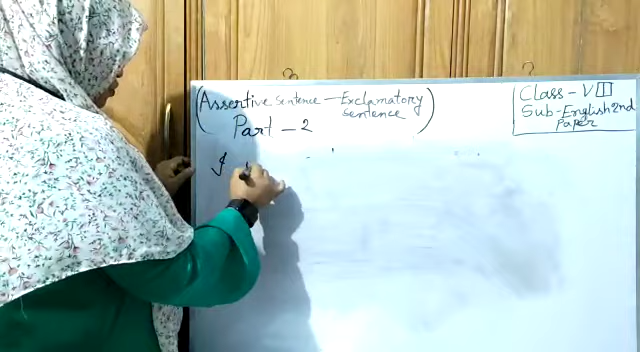 (Assertive Sentence — Exclamatory
sentence)
Part - 2
Class - VII
Sub - English 2nd
Paper
I